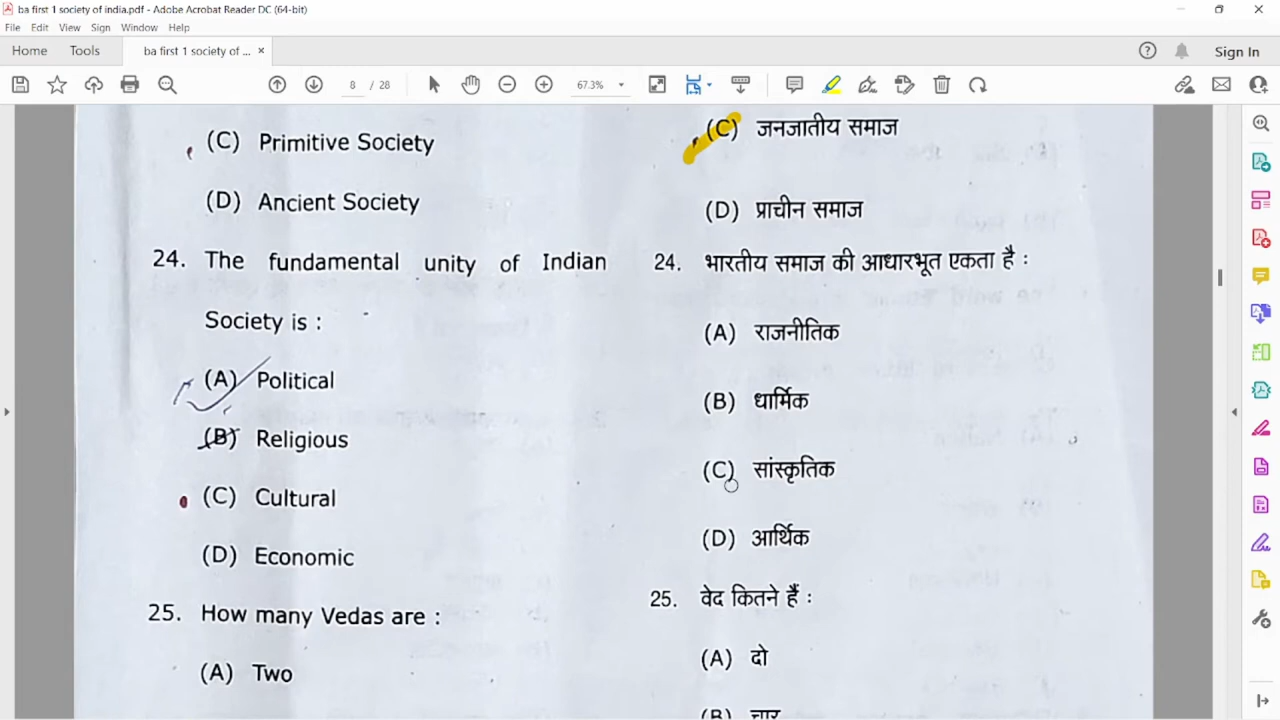 ba first 1 society of india.pdf - Adobe Acrobat Reader DC (64-bit)
File Edit View Sign Window Help
Home Tools ba first 1 society of ... × Sign In
8 / 28 67.3%
(C) Primitive Society
(D) Ancient Society
24. The fundamental unity of Indian
Society is :
(A) Political
(B) Religious
(C) Cultural
(D) Economic
25. How many Vedas are :
(A) Two
(C) जनजातीय समाज
(D) प्राचीन समाज
24. भारतीय समाज की आधारभूत एकता है :
(A) राजनीतिक
(B) धार्मिक
(C) सांस्कृतिक
(D) आर्थिक
25. वेद कितने हैं :
(A) दो
(B) चार